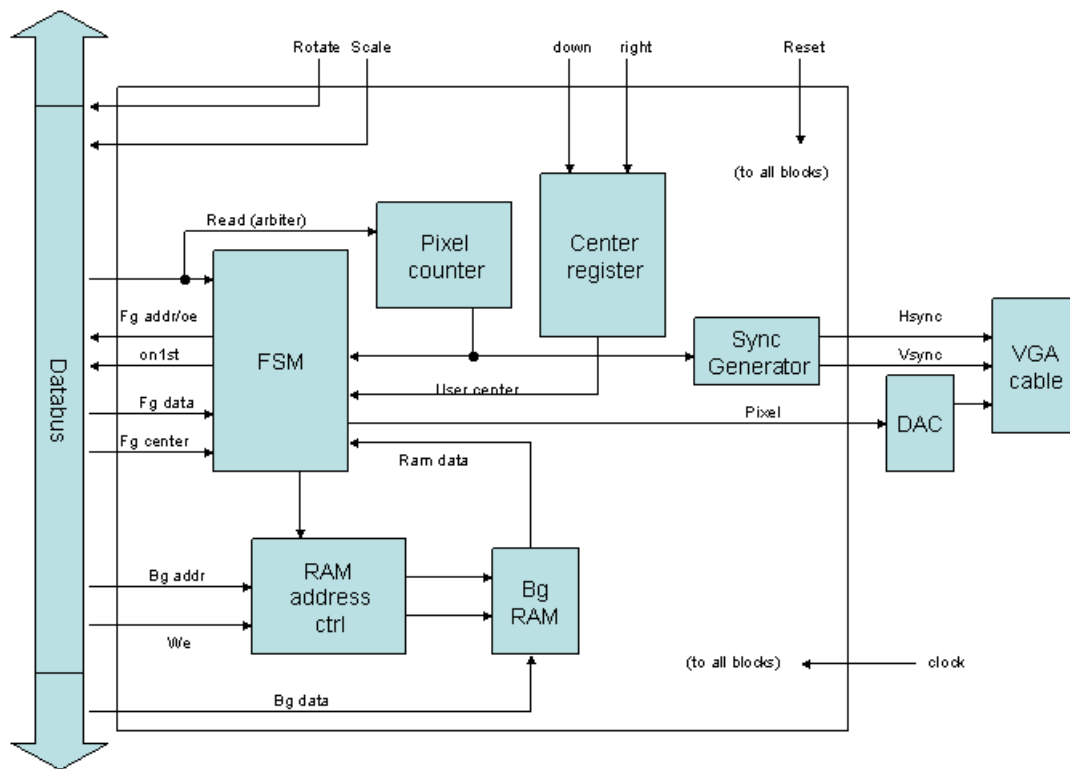 Rotate Scale
down right
Reset
(to all blocks)
Read (arbiter)
Pixel
counter
Center
register
Fg addr/oe
on1st
FSM
Fg data
Fg center
User center
Sync
Generator
Hsync
Vsync
VGA
cable
Pixel
DAC
Ram data
Databus
Bg addr
We
RAM
address
ctrl
Bg
RAM
Bg data
(to all blocks)
clock